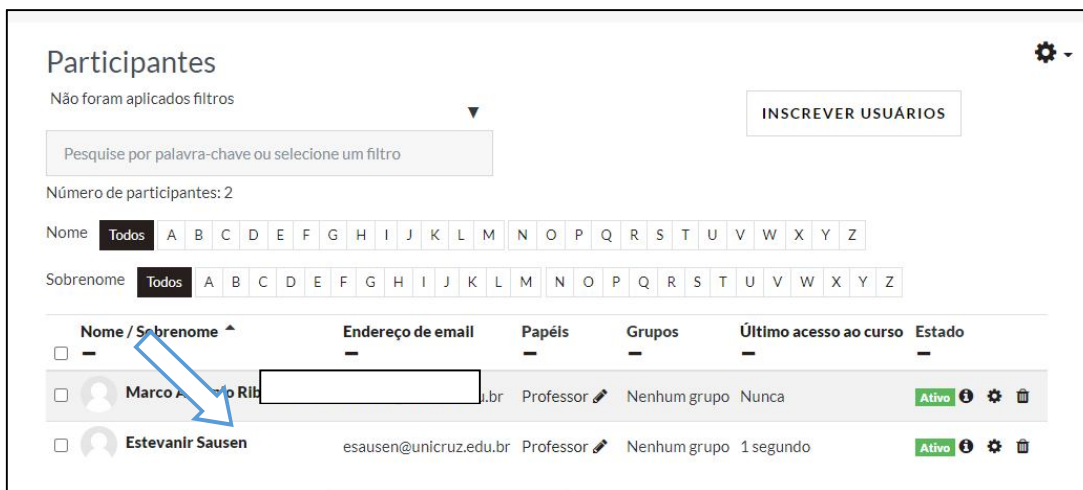 Participantes
Não foram aplicados filtros
INSCREVER USUÁRIOS
Pesquise por palavra-chave ou selecione um filtro
Número de participantes: 2
Nome Todos A B C D E F G H I J K L M N O P Q R S T U V W X Y Z
Sobrenome Todos A B C D E F G H I J K L M N O P Q R S T U V W X Y Z
Nome / Sobrenome Endereço de email Papéis Grupos Último acesso ao curso Estado
Marco Rib u.br Professor Nenhum grupo Nunca Ativo
Estevanir Sausen esausen@unicruz.edu.br Professor Nenhum grupo 1 segundo Ativo